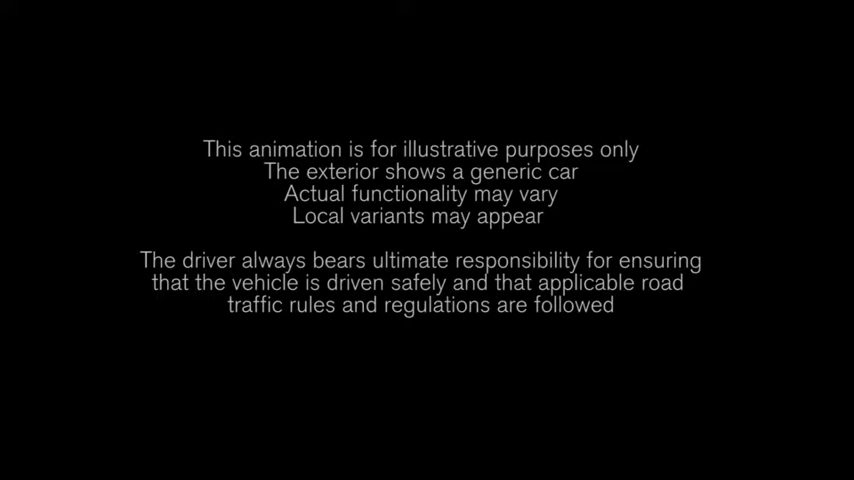 This animation is for illustrative purposes only
The exterior shows a generic car
Actual functionality may vary
Local variants may appear
The driver always bears ultimate responsibility for ensuring
that the vehicle is driven safely and that applicable road
traffic rules and regulations are followed